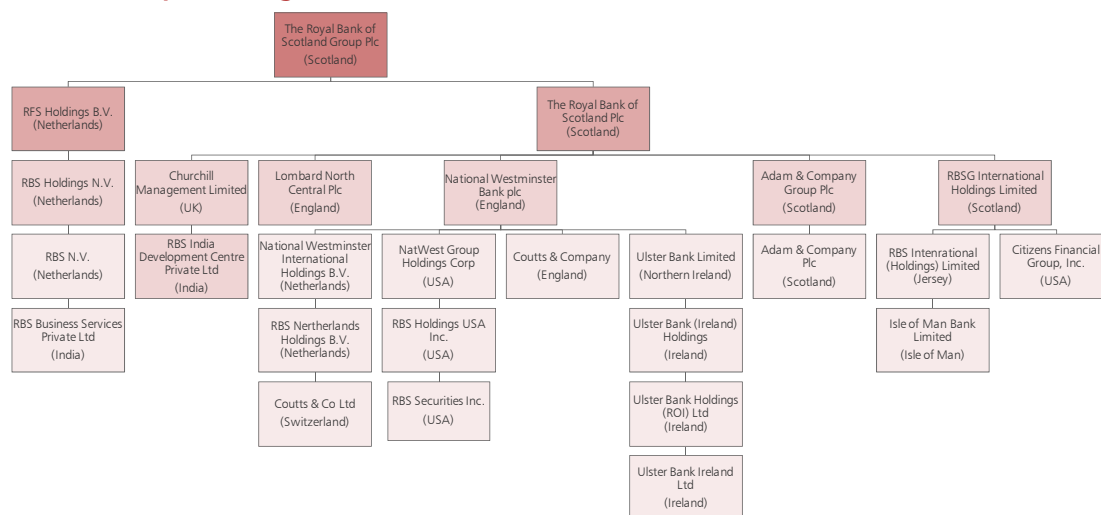 The Royal Bank of
Scotland Group Plc
(Scotland)
RFS Holdings B.V.
(Netherlands)
The Royal Bank of
Scotland Plc
(Scotland)
RBS Holdings N.V.
(Netherlands)
Churchill
Management Limited
(UK)
Lombard North
Central Plc
(England)
National Westminster
Bank plc
(England)
Adam & Company
Group Plc
(Scotland)
RBSG International
Holdings Limited
(Scotland)
RBS N.V.
(Netherlands)
RBS India
Development Centre
Private Ltd
(India)
National Westminster
International
Holdings B.V.
(Netherlands)
NatWest Group
Holdings Corp
(USA)
Coutts & Company
(England)
Ulster Bank Limited
(Northern Ireland)
Adam & Company
Plc
(Scotland)
RBS International
(Holdings) Limited
(Jersey)
Citizens Financial
Group, Inc.
(USA)
RBS Business Services
Private Ltd
(India)
RBS Nertherlands
Holdings B.V.
(Netherlands)
RBS Holdings USA
Inc.
(USA)
Ulster Bank (Ireland)
Holdings
(Ireland)
Isle of Man Bank
Limited
(Isle of Man)
Coutts & Co Ltd
(Switzerland)
RBS Securities Inc.
(USA)
Ulster Bank Holdings
(ROI) Ltd
(Ireland)
Ulster Bank Ireland
Ltd
(Ireland)